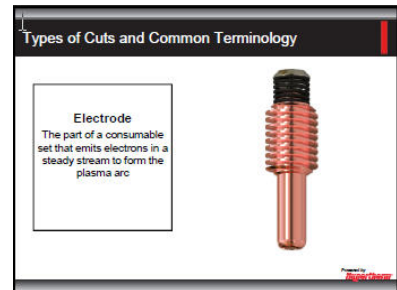 Types of Cuts and Common Terminology
Electrode
The part of a consumable
set that emits electrons in a
steady stream to form the
plasma arc
Powered by
Hypertherm